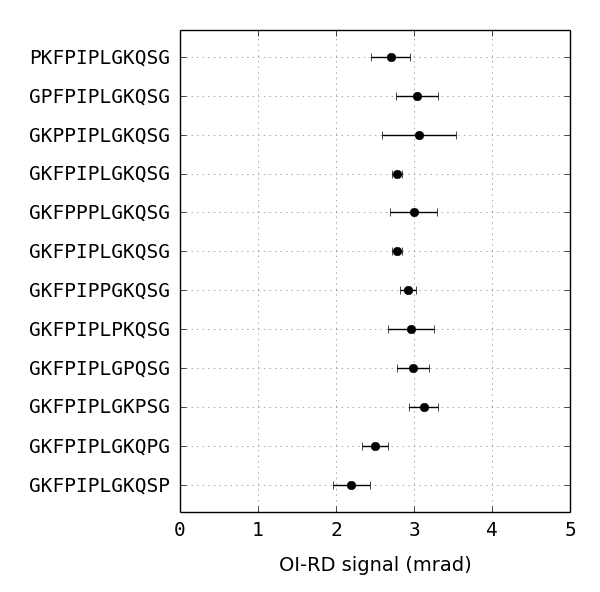 PKFPIPLGKQSG
GPFPIPLGKQSG
GKPPIPLGKQSG
GKFPIPLGKQSG
GKFPPPLGKQSG
GKFPIPLGKQSG
GKFPIPPGKQSG
GKFPIPLPKQSG
GKFPIPLGPQSG
GKFPIPLGKPSG
GKFPIPLGKQPG
GKFPIPLGKQSP
0 1 2 3 4 5
OI-RD signal (mrad)